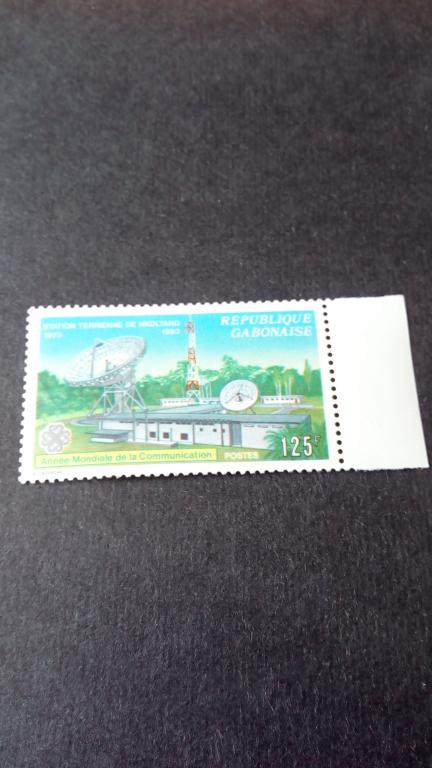 STATION TERRIENNE DE NKOLTANG
1973 1983
REPUBLIQUE
GABONAISE
Année Mondiale de la Communication
POSTES
125F